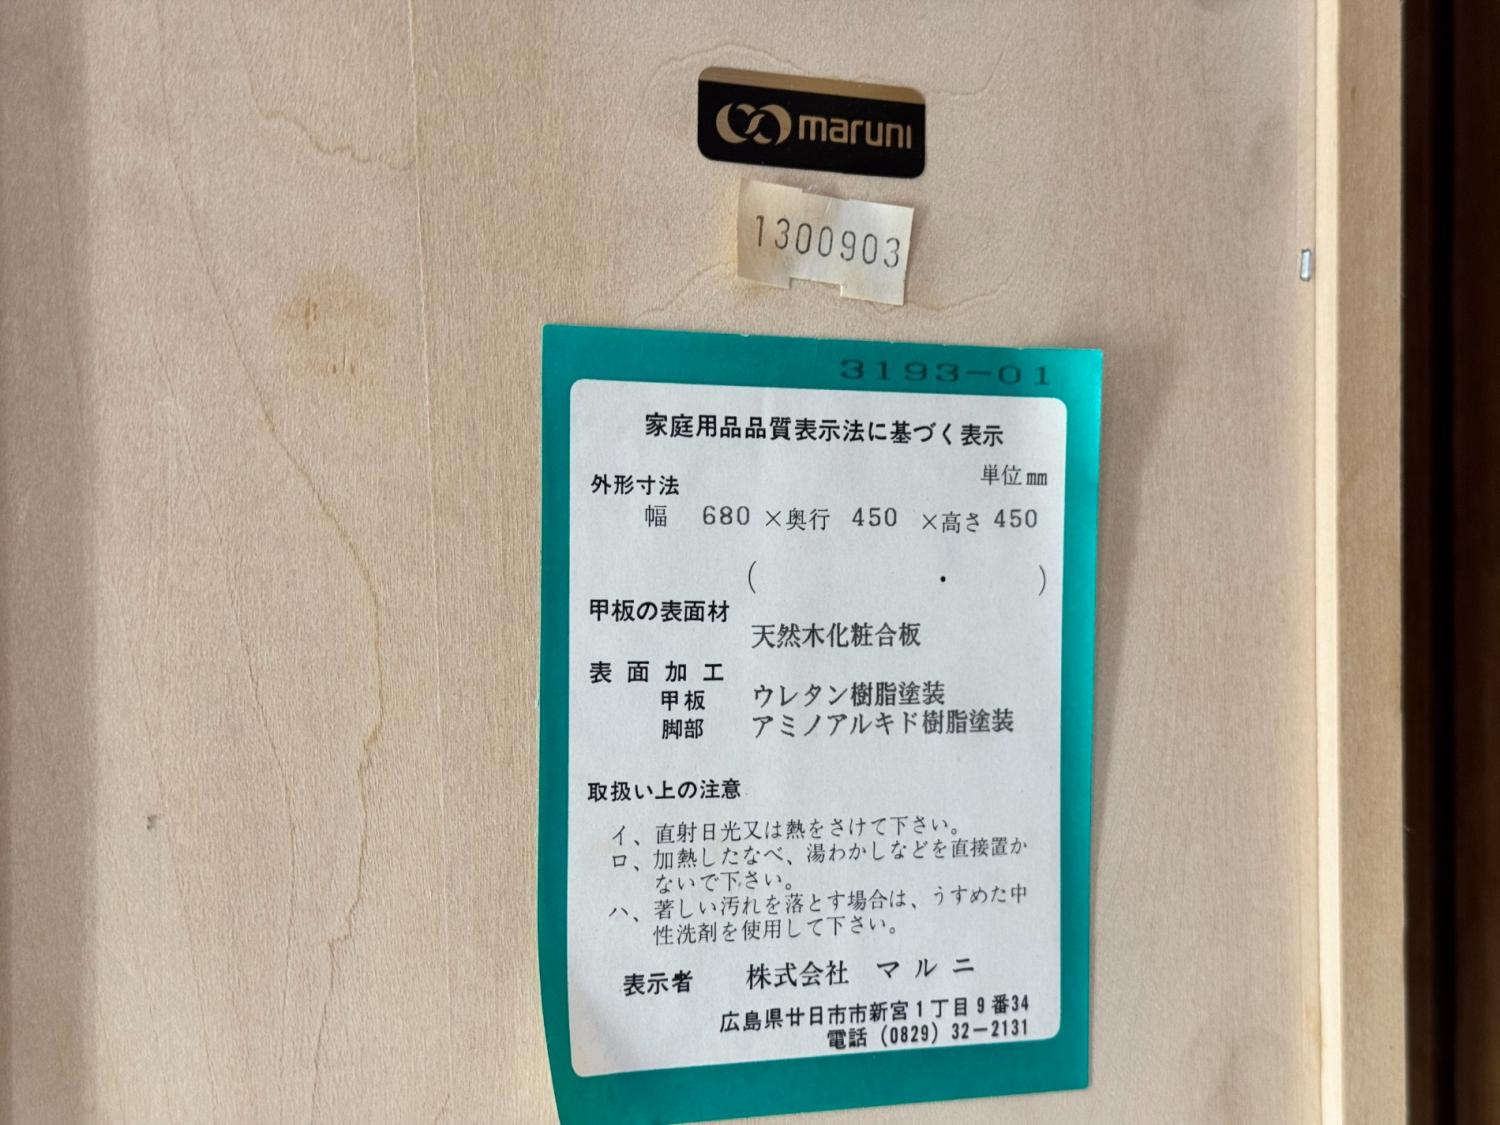 maruni
1300903
3193-01
家庭用品品質表示法に基づく表示
単位mm
外形寸法
幅 680 ×奥行 450 ×高さ 450
( ・ )
甲板の表面材
天然木化粧合板
表面加工
甲板 ウレタン樹脂塗装
脚部 アミノアルキド樹脂塗装
取扱い上の注意
イ、直射日光又は熱をさけて下さい。
ロ、加熱したなべ、湯わかしなどを直接置か
ないで下さい。
ハ、著しい汚れを落とす場合は、うすめた中
性洗剤を使用して下さい。
表示者 株式会社 マルニ
広島県廿日市市新宮1丁目9番34
電話 (0829) 32-2131